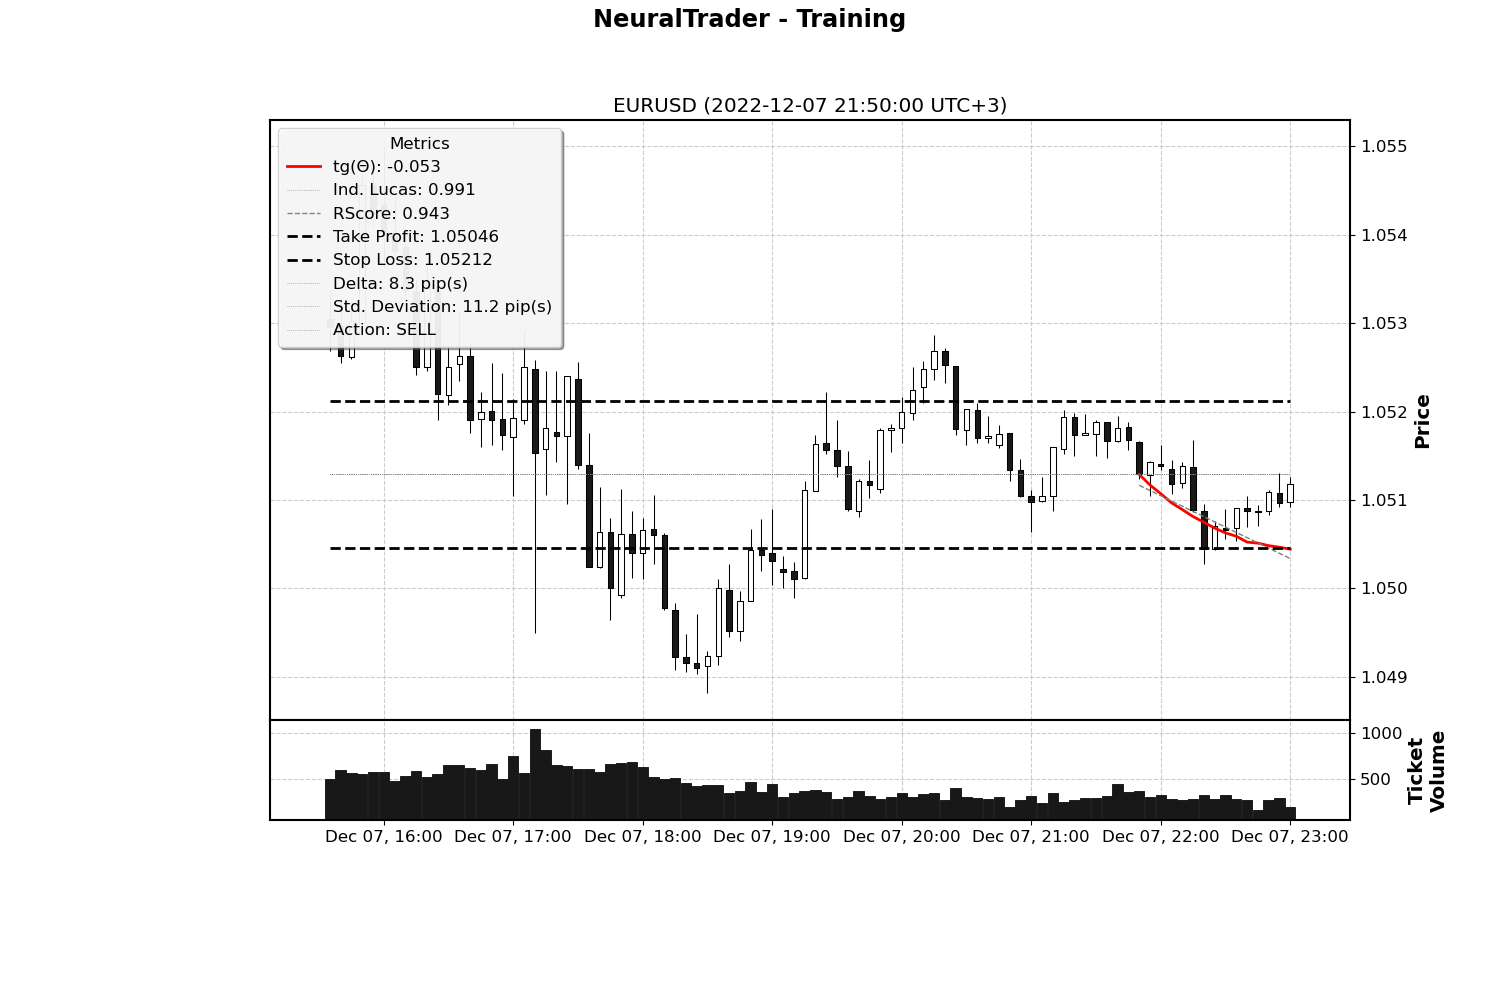 NeuralTrader - Training
EURUSD (2022-12-07 21:50:00 UTC+3)
Metrics
tg(Θ): -0.053
Ind. Lucas: 0.991
RScore: 0.943
Take Profit: 1.05046
Stop Loss: 1.05212
Delta: 8.3 pip(s)
Std. Deviation: 11.2 pip(s)
Action: SELL
1.055
1.054
1.053
1.052
1.051
1.050
1.049
Price
1000
500
Ticket
Volume
Dec 07, 16:00 Dec 07, 17:00 Dec 07, 18:00 Dec 07, 19:00 Dec 07, 20:00 Dec 07, 21:00 Dec 07, 22:00 Dec 07, 23:00